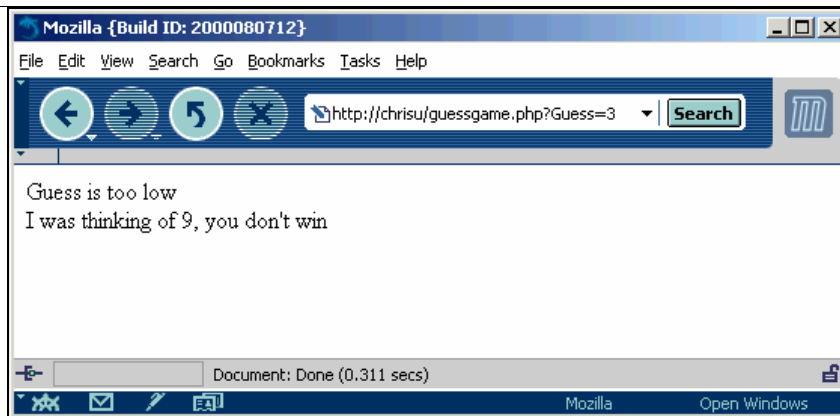 Mozilla {Build ID: 2000080712}
File Edit View Search Go Bookmarks Tasks Help
http://chrisu/guessgame.php?Guess=3 Search
Guess is too low
I was thinking of 9, you don't win
Document: Done (0.311 secs)
Mozilla Open Windows